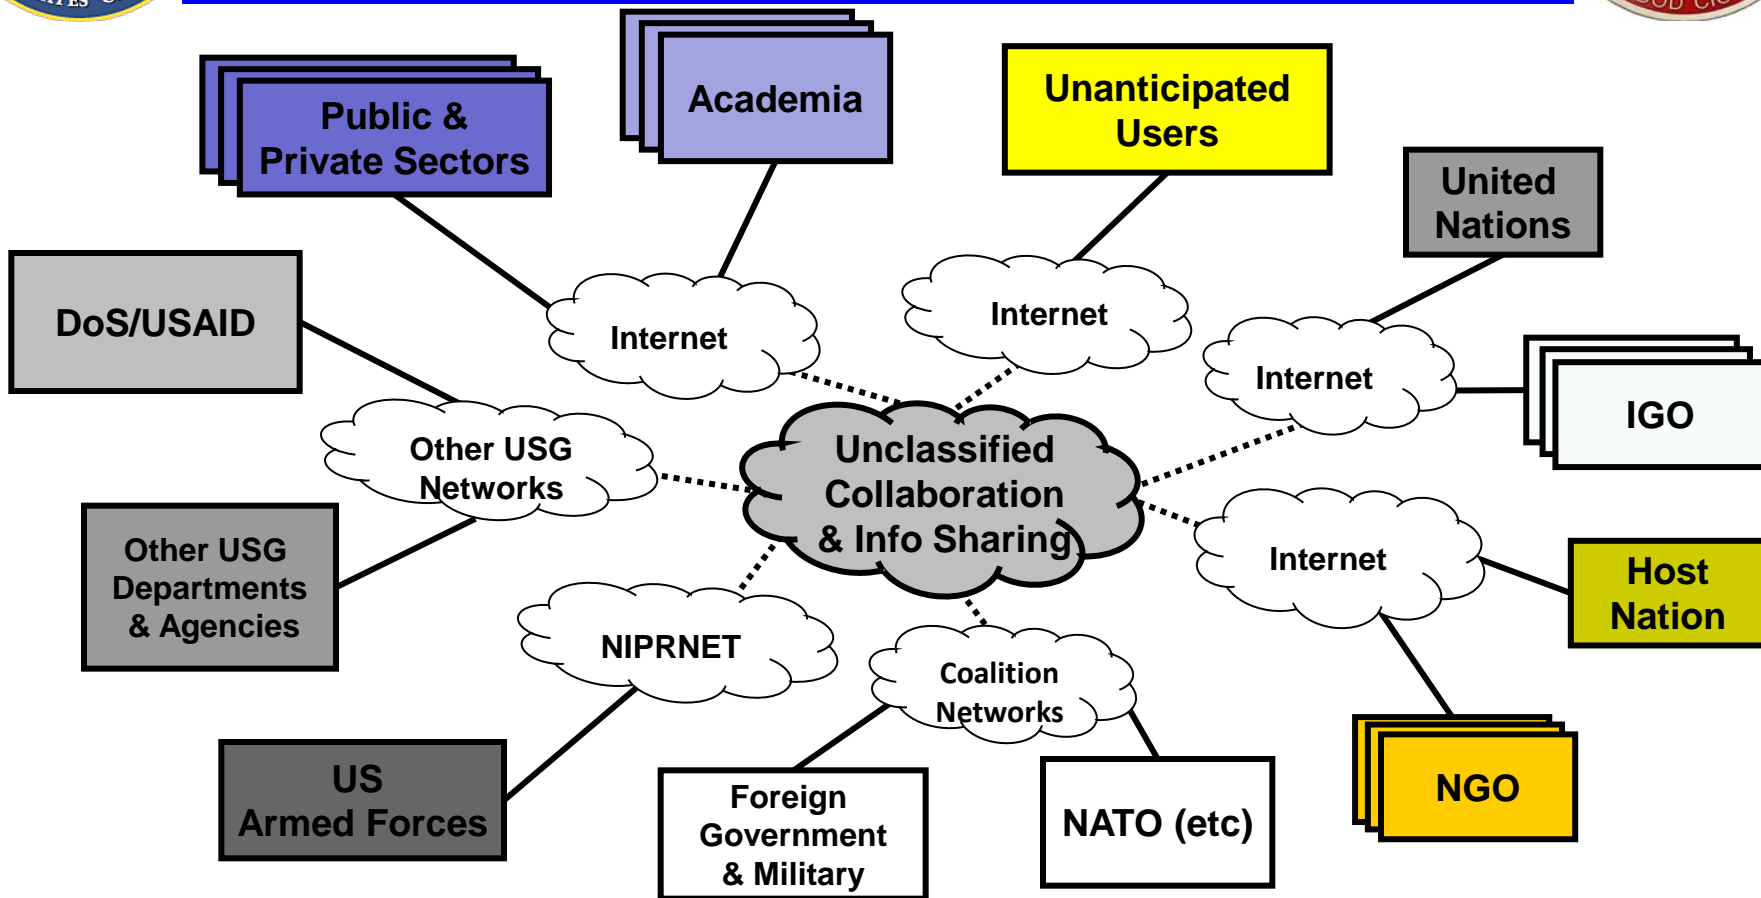 DOD CIO
Public &
Private Sectors
Academia
Unanticipated
Users
United
Nations
DoS/USAID
Internet
Internet
Internet
IGO
Other USG
Networks
Unclassified
Collaboration
& Info Sharing
Other USG
Departments
& Agencies
Internet
Host
Nation
NIPRNET
Coalition
Networks
US
Armed Forces
Foreign
Government
& Military
NATO (etc)
NGO